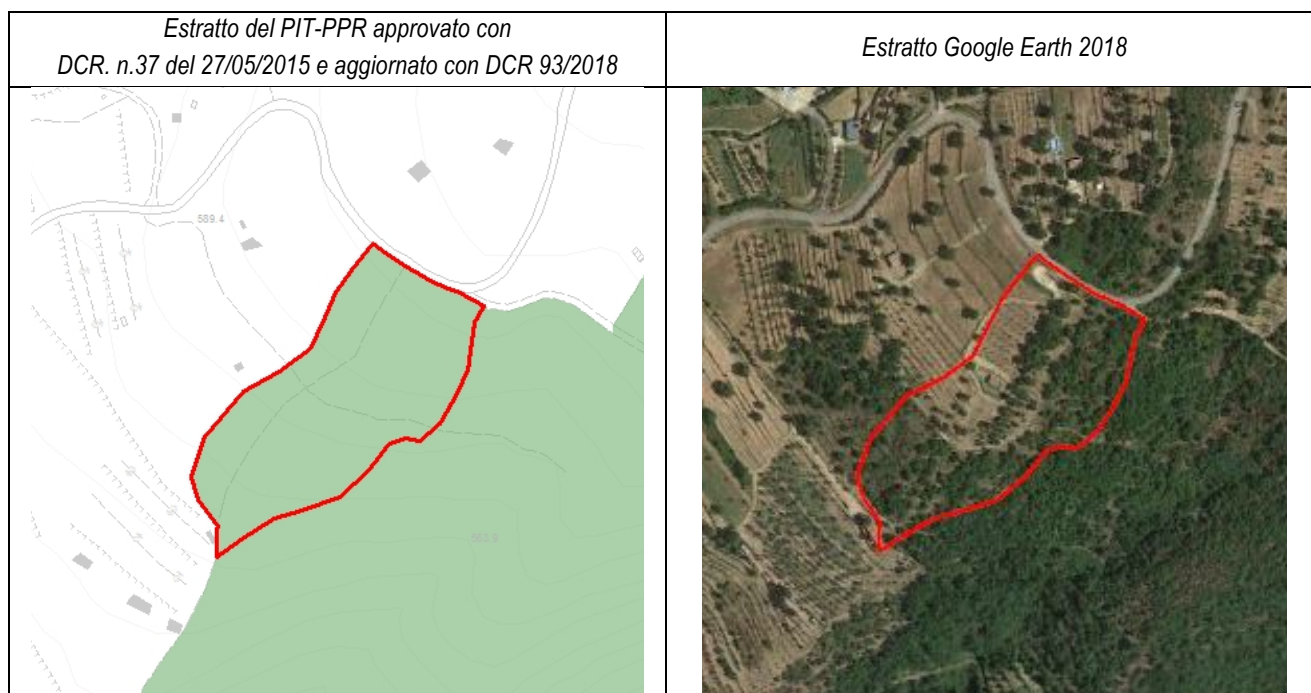 Estratto del PIT-PPR approvato con
DCR. n.37 del 27/05/2015 e aggiornato con DCR 93/2018
Estratto Google Earth 2018
589.4